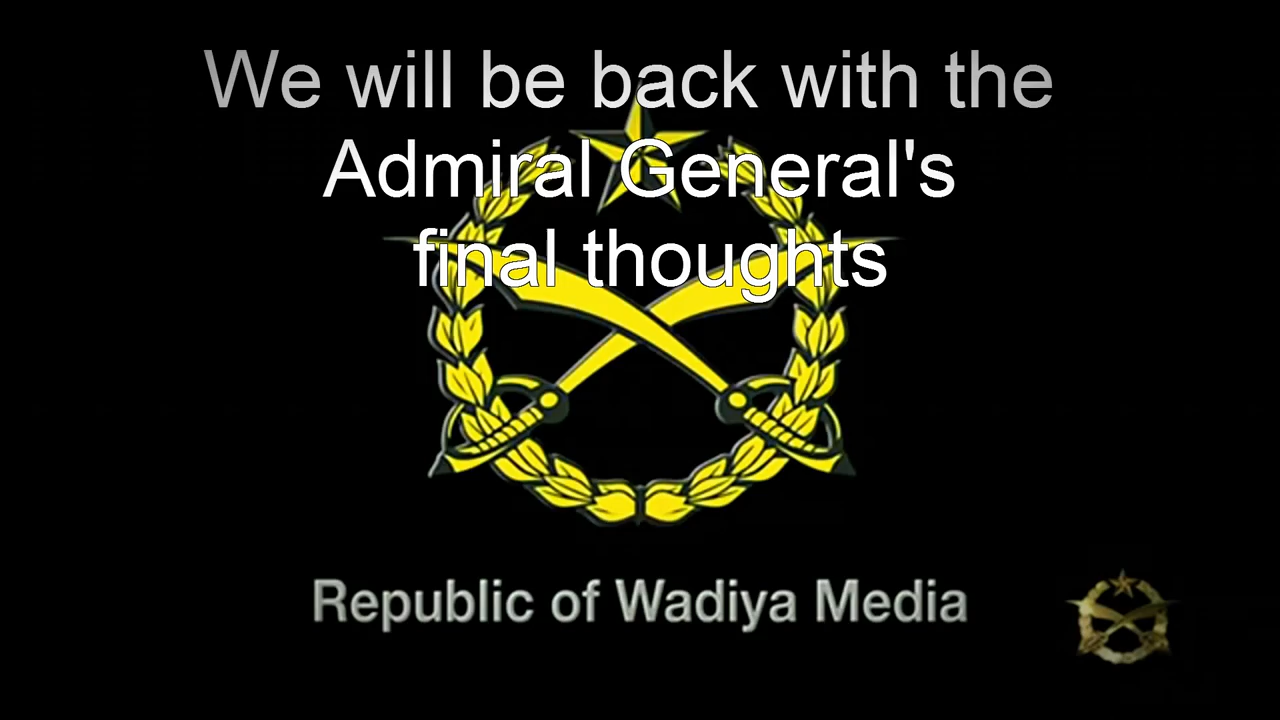 We will be back with the
Admiral General's
final thoughts
Republic of Wadiya Media